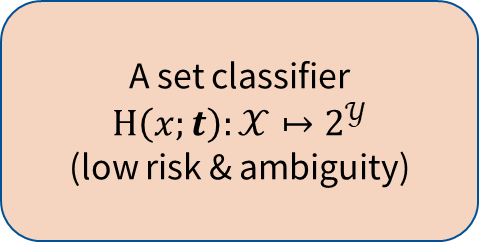 A set classifier
H(x; t): 𝒳 ↦ 2^𝒴
(low risk & ambiguity)